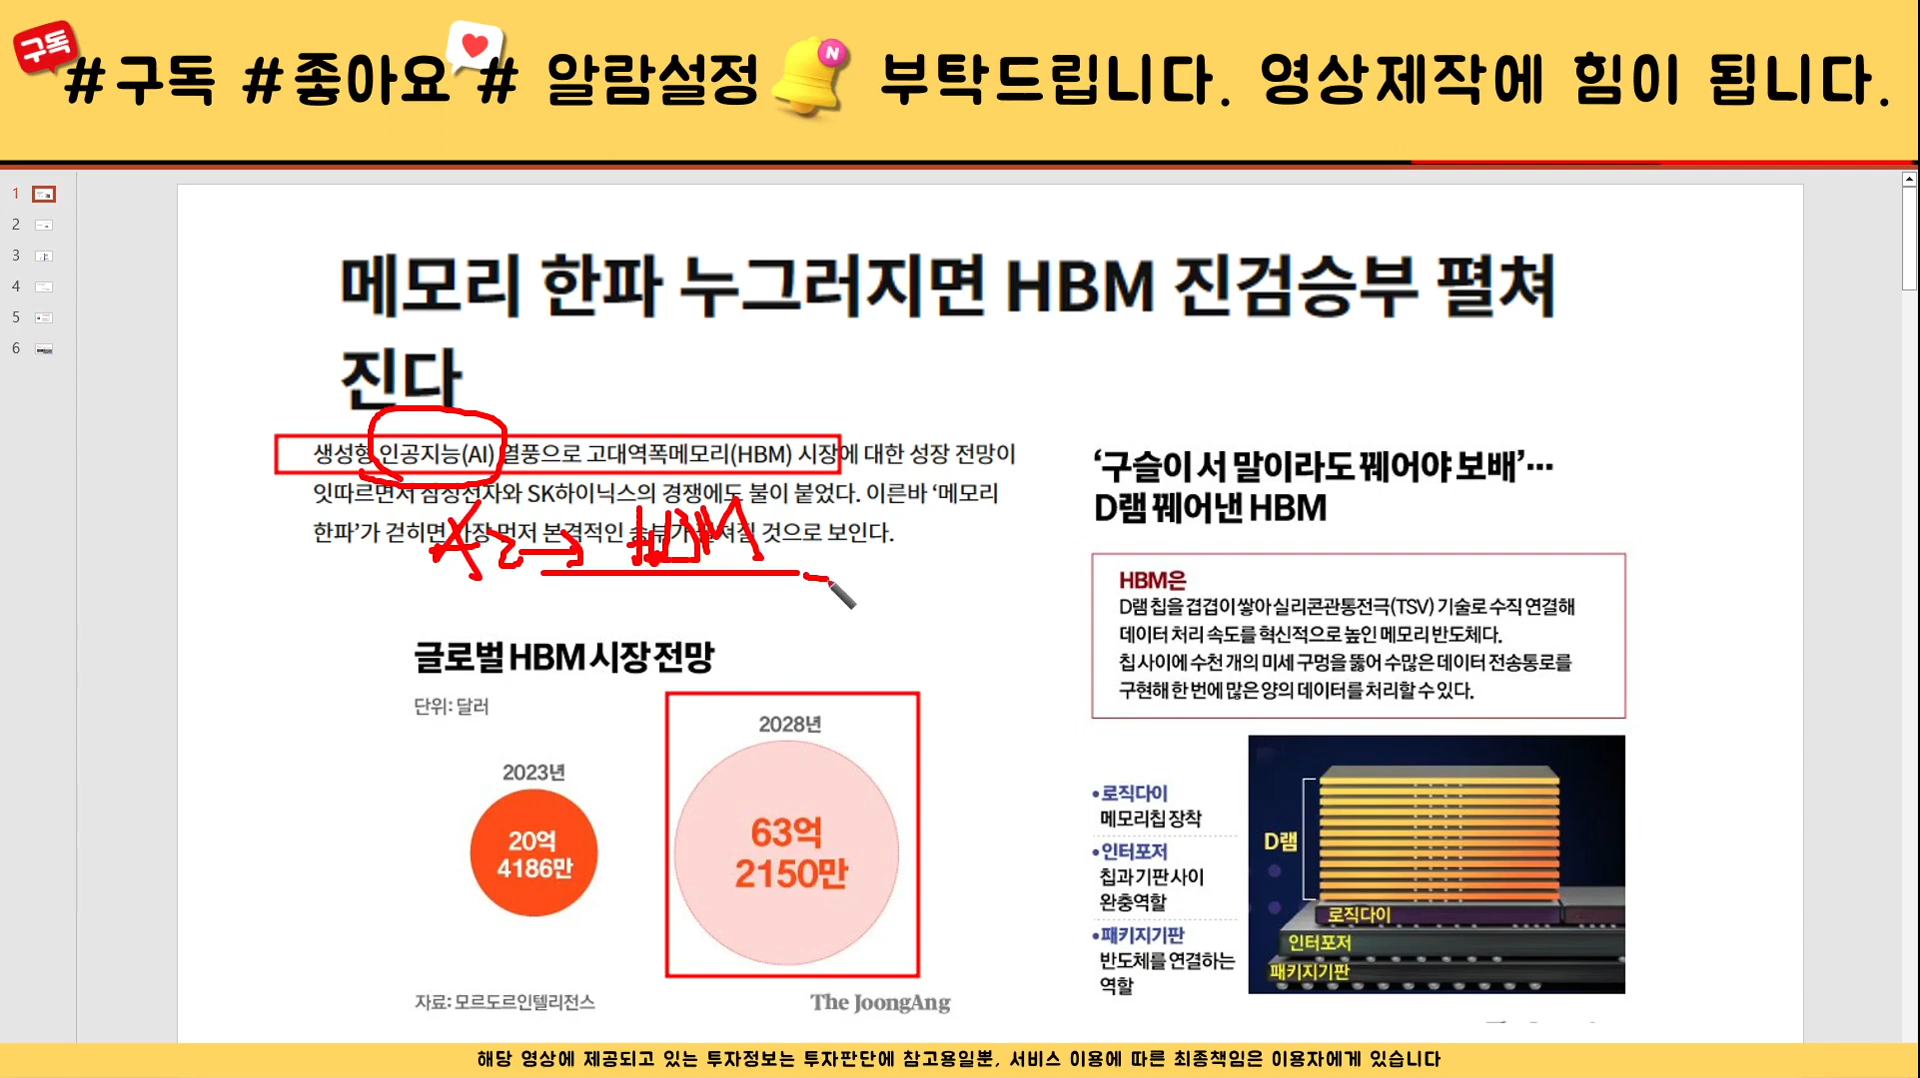 구독
N
#구독 #좋아요 # 알람설정 부탁드립니다. 영상제작에 힘이 됩니다.
1
2
3
4
5
6
메모리 한파 누그러지면 HBM 진검승부 펼쳐
진다
생성형 인공지능(AI) 열풍으로 고대역폭메모리(HBM) 시장에 대한 성장 전망이
잇따르면서 삼성전자와 SK하이닉스의 경쟁에도 불이 붙었다. 이른바 ‘메모리
한파’가 걷히면 가장 먼저 본격적인 승부가 펼쳐질 것으로 보인다.
HBM
글로벌 HBM 시장 전망
단위: 달러
2023년
20억
4186만
2028년
63억
2150만
자료: 모르도르인텔리전스
The JoongAng
‘구슬이 서 말이라도 꿰어야 보배’…
D램 꿰어낸 HBM
HBM은
D램 칩을 겹겹이 쌓아 실리콘관통전극(TSV) 기술로 수직 연결해
데이터 처리 속도를 혁신적으로 높인 메모리 반도체다.
칩 사이에 수천 개의 미세 구멍을 뚫어 수많은 데이터 전송통로를
구현해 한 번에 많은 양의 데이터를 처리할 수 있다.
•로직다이
메모리칩 장착
•인터포저
칩과 기판 사이
완충역할
•패키지기판
반도체를 연결하는
역할
D램
로직다이
인터포저
패키지기판
해당 영상에 제공되고 있는 투자정보는 투자판단에 참고용일뿐, 서비스 이용에 따른 최종책임은 이용자에게 있습니다